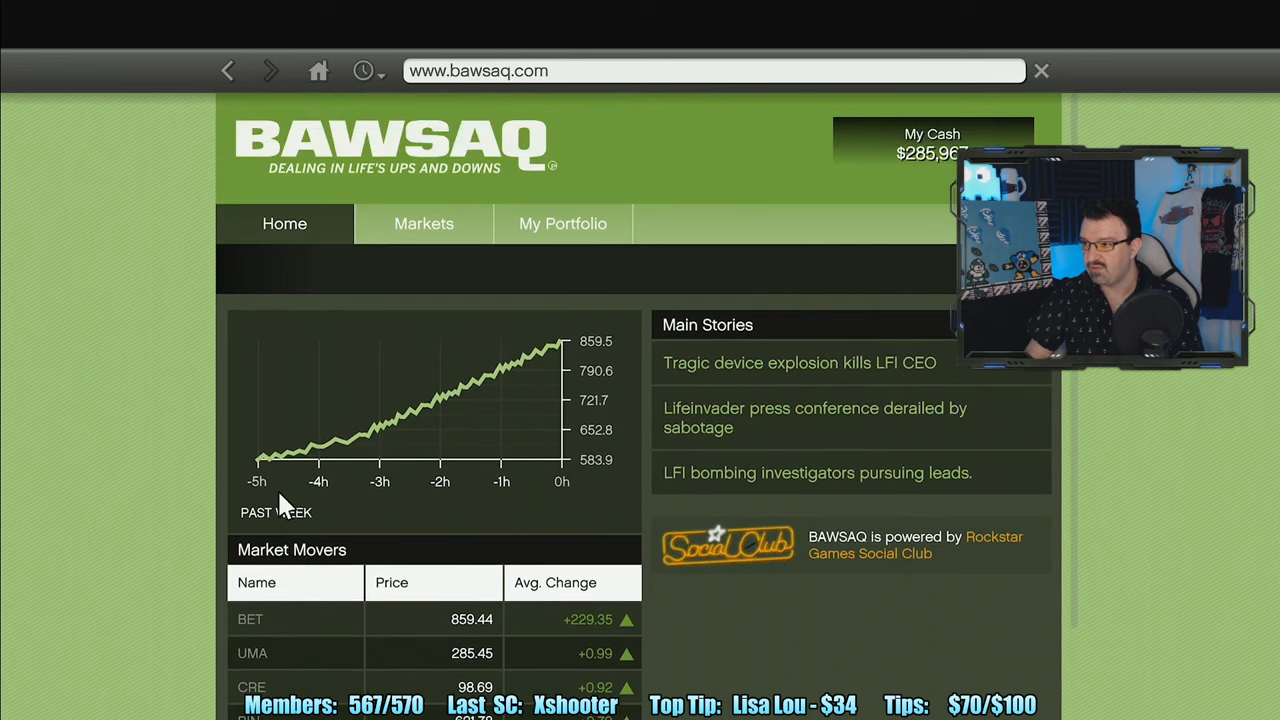 www.bawsaq.com
BAWSAQ
DEALING IN LIFE'S UPS AND DOWNS
My Cash
$285,967
Home
Markets
My Portfolio
859.5
790.6
721.7
652.8
583.9
-5h
-4h
-3h
-2h
-1h
0h
PAST WEEK
Main Stories
Tragic device explosion kills LFI CEO
Lifeinvader press conference derailed by
sabotage
LFI bombing investigators pursuing leads.
Social Club
BAWSAQ is powered by Rockstar
Games Social Club
Market Movers
Name Price Avg. Change
BET 859.44 +229.35
UMA 285.45 +0.99
CRE 98.69 +0.92
Members: 567/570 Last SC: Xshooter Top Tip: Lisa Lou - $34 Tips: $70/$100